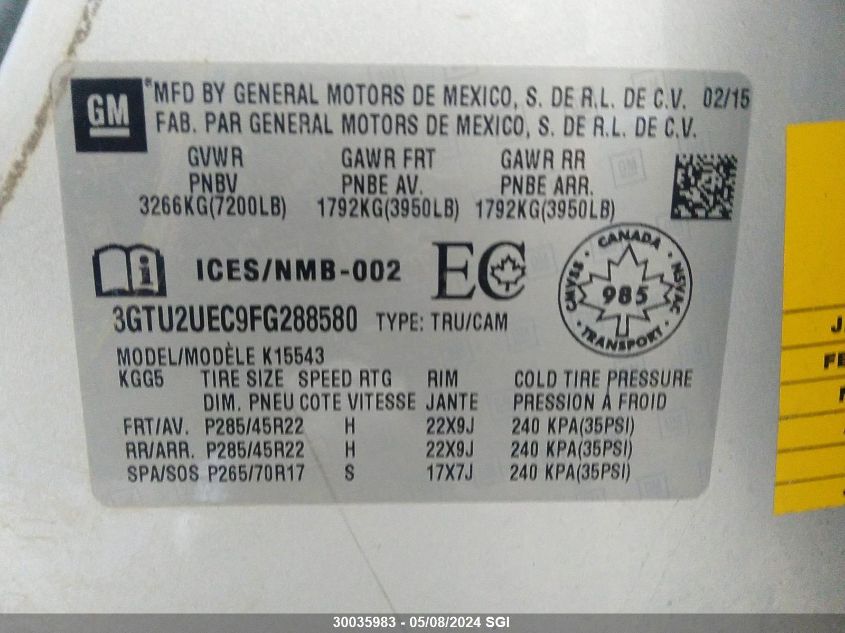 GM
MFD BY GENERAL MOTORS DE MEXICO, S. DE R.L. DE C.V. 02/15
FAB. PAR GENERAL MOTORS DE MEXICO, S. DE R.L. DE C.V.
GVWR GAWR FRT GAWR RR
PNBV PNBE AV. PNBE ARR.
3266KG(7200LB) 1792KG(3950LB) 1792KG(3950LB)
i ICES/NMB-002 EC
CANADA
CMVSS 985 NSVAC
TRANSPORT
3GTU2UEC9FG288580 TYPE: TRU/CAM
MODEL/MODÈLE K15543
KGG5 TIRE SIZE SPEED RTG RIM COLD TIRE PRESSURE
DIM. PNEU COTE VITESSE JANTE PRESSION À FROID
FRT/AV. P285/45R22 H 22X9J 240 KPA(35PSI)
RR/ARR. P285/45R22 H 22X9J 240 KPA(35PSI)
SPA/SOS P265/70R17 S 17X7J 240 KPA(35PSI)
J
FE
30035983 - 05/08/2024 SGI